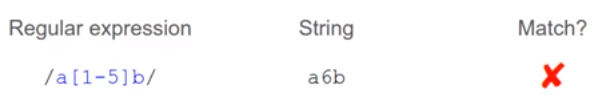 Regular expression String Match?
/a[1-5]b/ a6b ✘